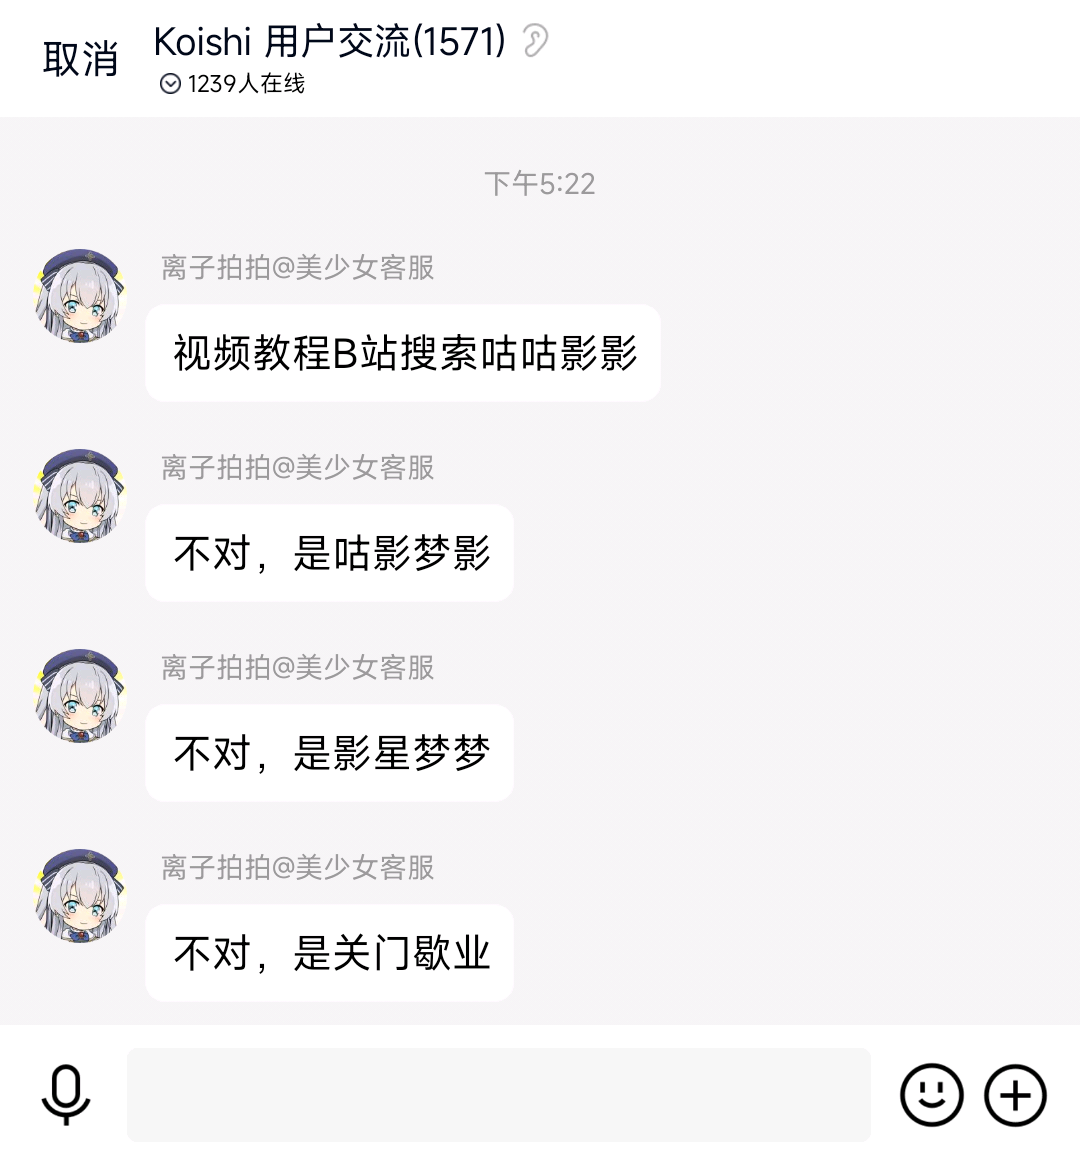 取消
Koishi 用户交流(1571)
1239人在线
下午5:22
离子拍拍@美少女客服
视频教程B站搜索咕咕影影
离子拍拍@美少女客服
不对，是咕影梦影
离子拍拍@美少女客服
不对，是影星梦梦
离子拍拍@美少女客服
不对，是关门歇业